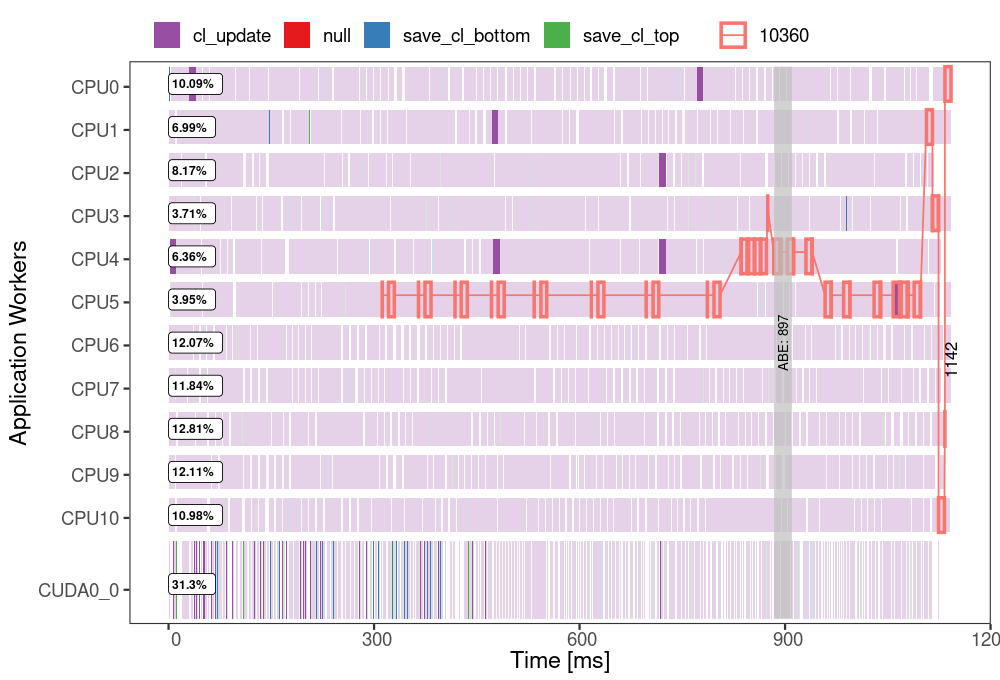 cl_update null save_cl_bottom save_cl_top 10360
Application Workers
CPU0 10.09%
CPU1 6.99%
CPU2 8.17%
CPU3 3.71%
CPU4 6.36%
CPU5 3.95%
CPU6 12.07%
CPU7 11.84%
CPU8 12.81%
CPU9 12.11%
CPU10 10.98%
CUDA0_0 31.3%
ABE: 897
1142
0 300 600 900 120
Time [ms]